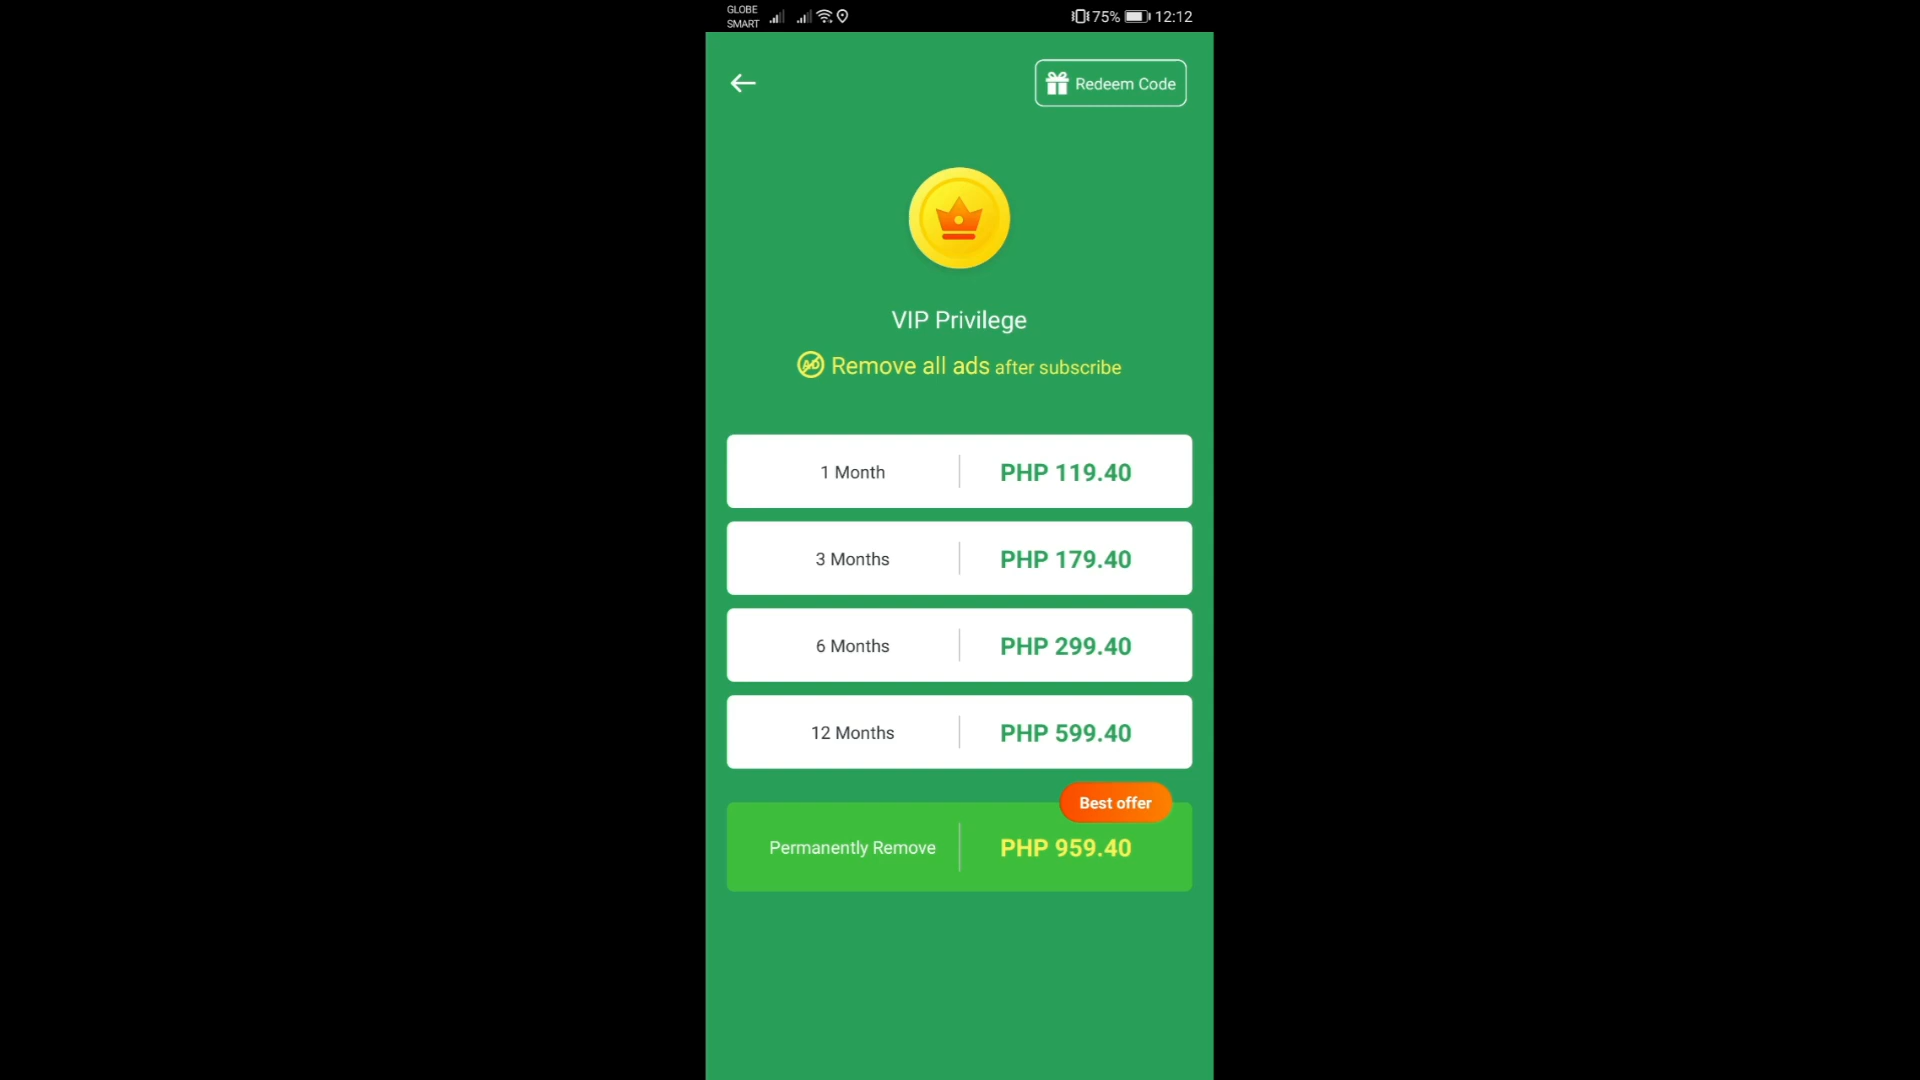 GLOBE
SMART
75% 12:12
Redeem Code
VIP Privilege
AD Remove all ads after subscribe
1 Month PHP 119.40
3 Months PHP 179.40
6 Months PHP 299.40
12 Months PHP 599.40
Best offer
Permanently Remove PHP 959.40